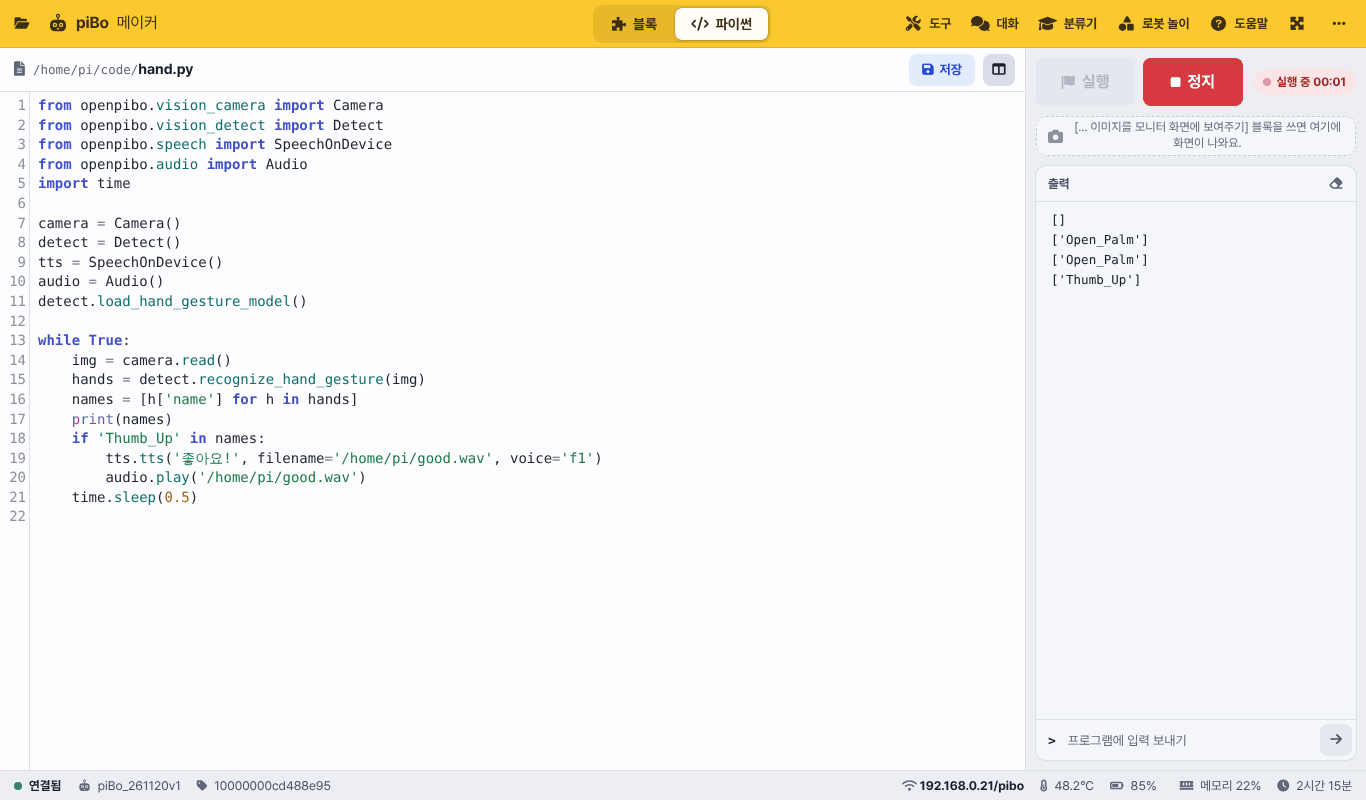 piBo 메이커
블록
</> 파이썬
도구
대화
분류기
로봇 놀이
도움말
/home/pi/code/hand.py
저장
실행
정지
실행 중 00:01
[... 이미지를 모니터 화면에 보여주기] 블록을 쓰면 여기에
화면이 나와요.
1 from openpibo.vision_camera import Camera
2 from openpibo.vision_detect import Detect
3 from openpibo.speech import SpeechOnDevice
4 from openpibo.audio import Audio
5 import time
6
7 camera = Camera()
8 detect = Detect()
9 tts = SpeechOnDevice()
10 audio = Audio()
11 detect.load_hand_gesture_model()
12
13 while True:
14     img = camera.read()
15     hands = detect.recognize_hand_gesture(img)
16     names = [h['name'] for h in hands]
17     print(names)
18     if 'Thumb_Up' in names:
19         tts.tts('좋아요!', filename='/home/pi/good.wav', voice='f1')
20         audio.play('/home/pi/good.wav')
21     time.sleep(0.5)
22
출력
[]
['Open_Palm']
['Open_Palm']
['Thumb_Up']
> 프로그램에 입력 보내기
연결됨
piBo_261120v1
10000000cd488e95
192.168.0.21/pibo
48.2°C
85%
메모리 22%
2시간 15분